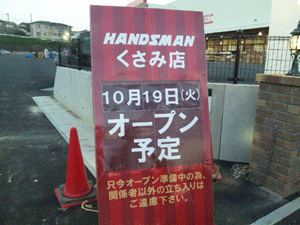 HANDSMAN
くさみ店
10月19日(火)
オープン
予定
只今オープン準備中の為、
関係者以外の立ち入りは
ご遠慮下さい。